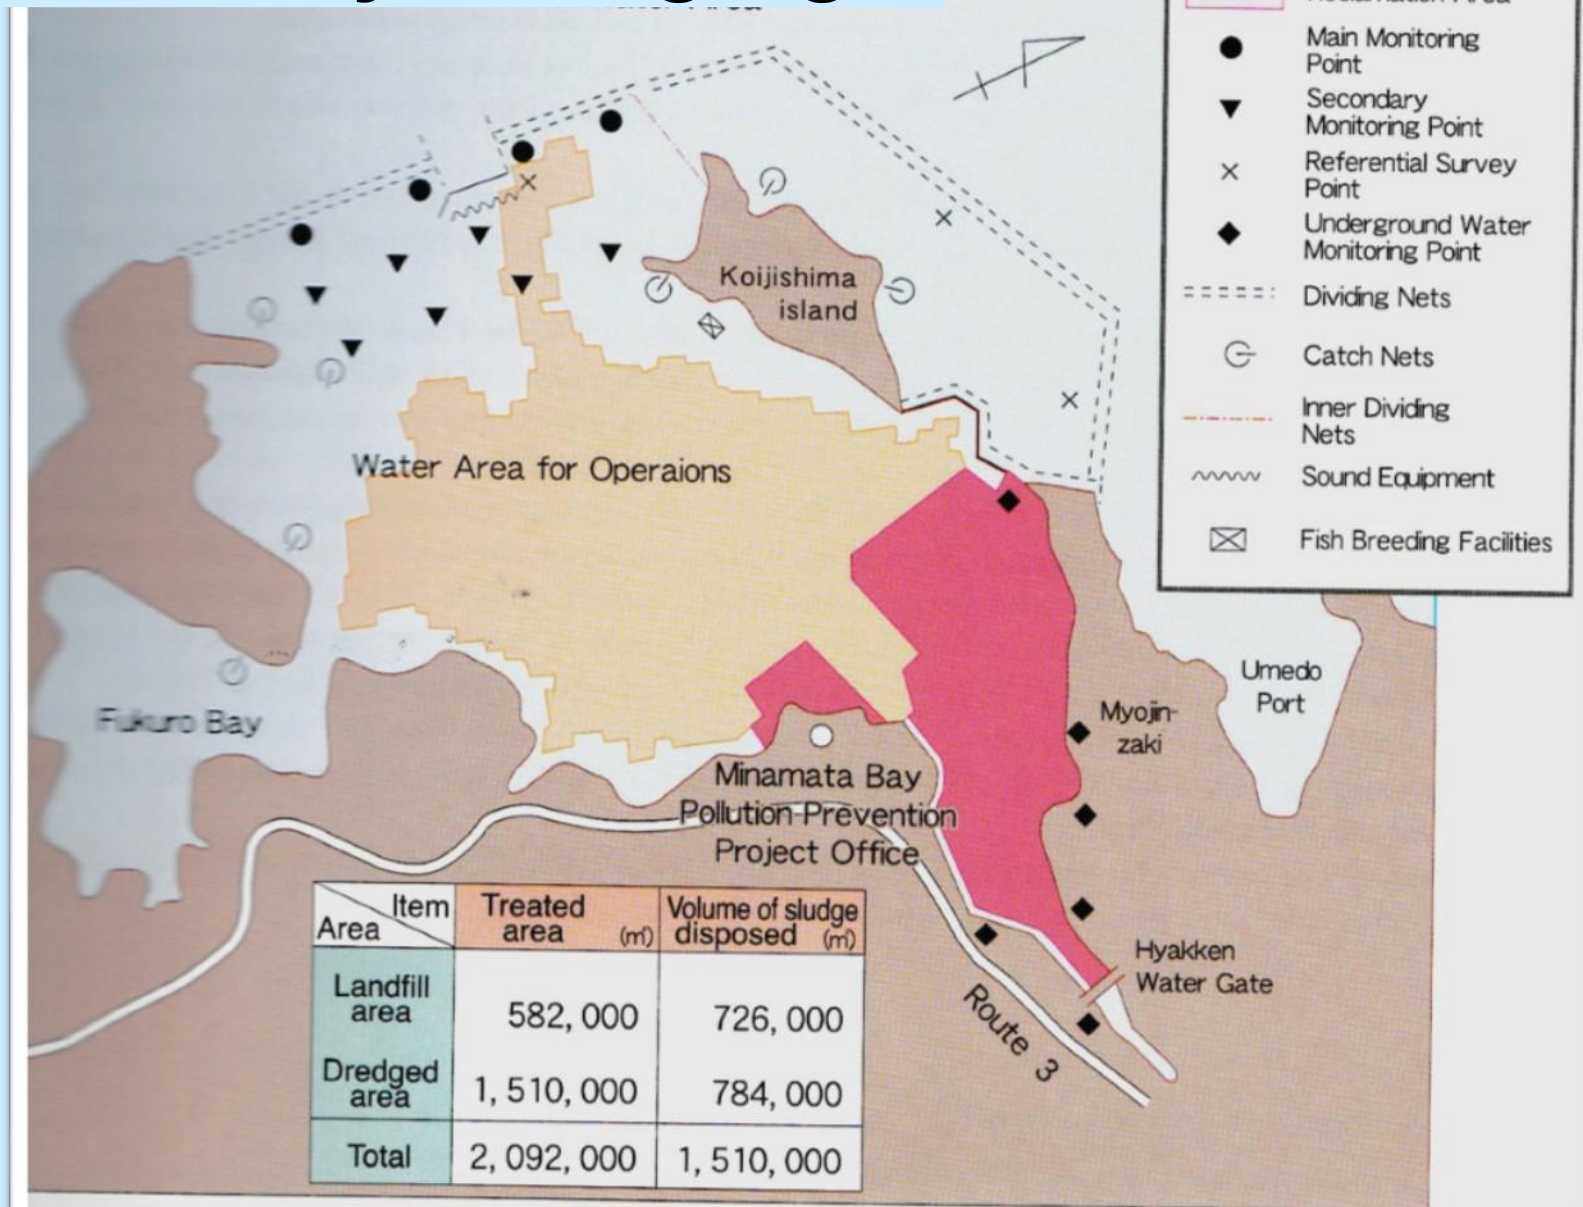 Main Monitoring
Point
Secondary
Monitoring Point
Referential Survey
Point
Underground Water
Monitoring Point
Dividing Nets
Catch Nets
Inner Dividing
Nets
Sound Equipment
Fish Breeding Facilities
Koijishima
island
Water Area for Operaions
Umedo
Port
Myojin-
zaki
Fukuro Bay
Minamata Bay
Pollution-Prevention
Project Office
Hyakken
Water Gate
Route 3
Item
Area
Treated
area (㎡)
Volume of sludge
disposed (㎥)
Landfill
area
582,000
726,000
Dredged
area
1,510,000
784,000
Total
2,092,000
1,510,000